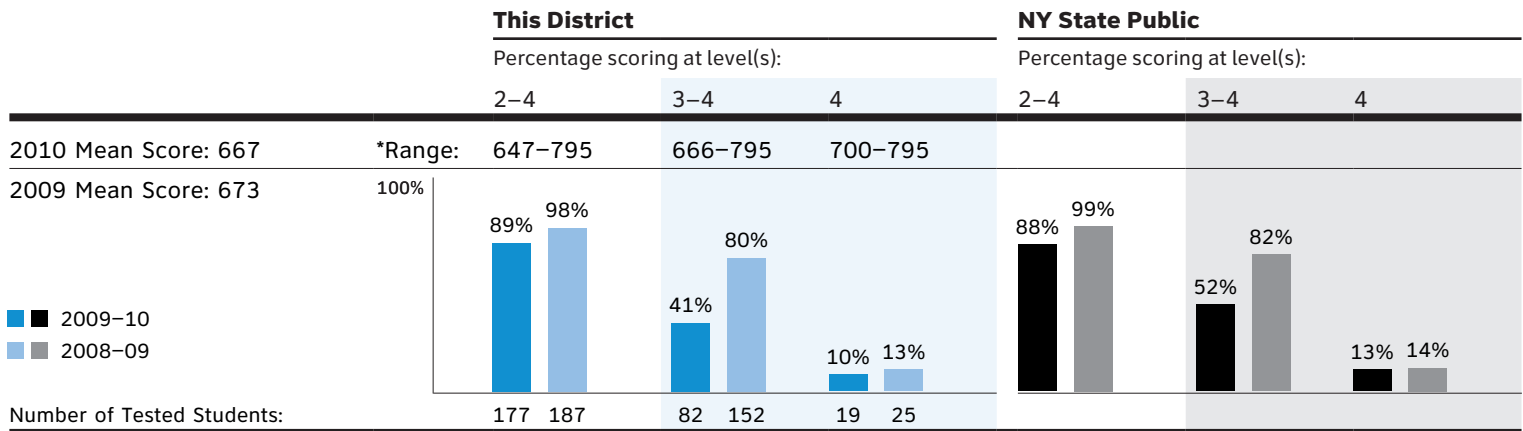 This District NY State Public
Percentage scoring at level(s): Percentage scoring at level(s):
2–4 3–4 4 2–4 3–4 4
2010 Mean Score: 667 *Range: 647–795 666–795 700–795
2009 Mean Score: 673 100%
89% 98% 80% 41% 10% 13% 88% 99% 82% 52% 13% 14%
2009–10
2008–09
Number of Tested Students: 177 187 82 152 19 25